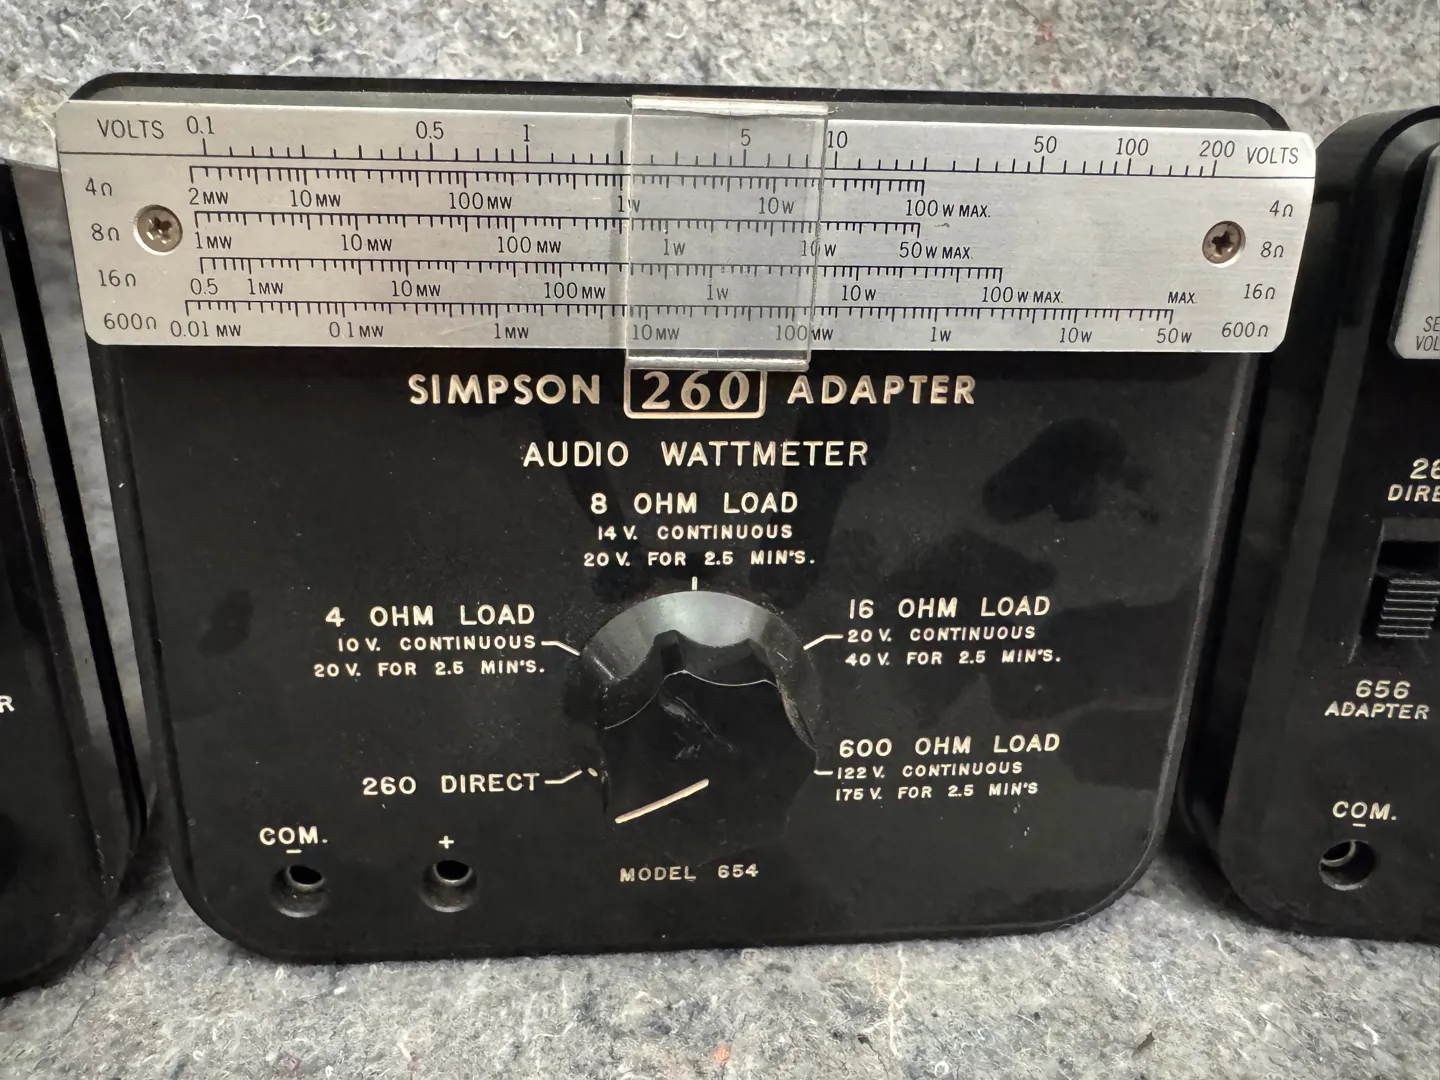 VOLTS 0.1 0.5 1 5 10 50 100 200 VOLTS
4Ω 2MW 10MW 100MW 1W 10W 100W MAX. 4Ω
8Ω 1MW 10MW 100MW 1W 10W 50W MAX. 8Ω
16Ω 0.5 1MW 10MW 100MW 1W 10W 100W MAX. MAX. 16Ω
600Ω 0.01MW 0.1MW 1MW 10MW 100MW 1W 10W 50W 600Ω
SIMPSON 260 ADAPTER
AUDIO WATTMETER
8 OHM LOAD
14 V. CONTINUOUS
20 V. FOR 2.5 MIN'S.
4 OHM LOAD
10 V. CONTINUOUS
20 V. FOR 2.5 MIN'S.
16 OHM LOAD
20 V. CONTINUOUS
40 V. FOR 2.5 MIN'S.
600 OHM LOAD
122 V. CONTINUOUS
175 V. FOR 2.5 MIN'S
260 DIRECT
COM. +
−
MODEL 654
656
ADAPTER
COM.
−